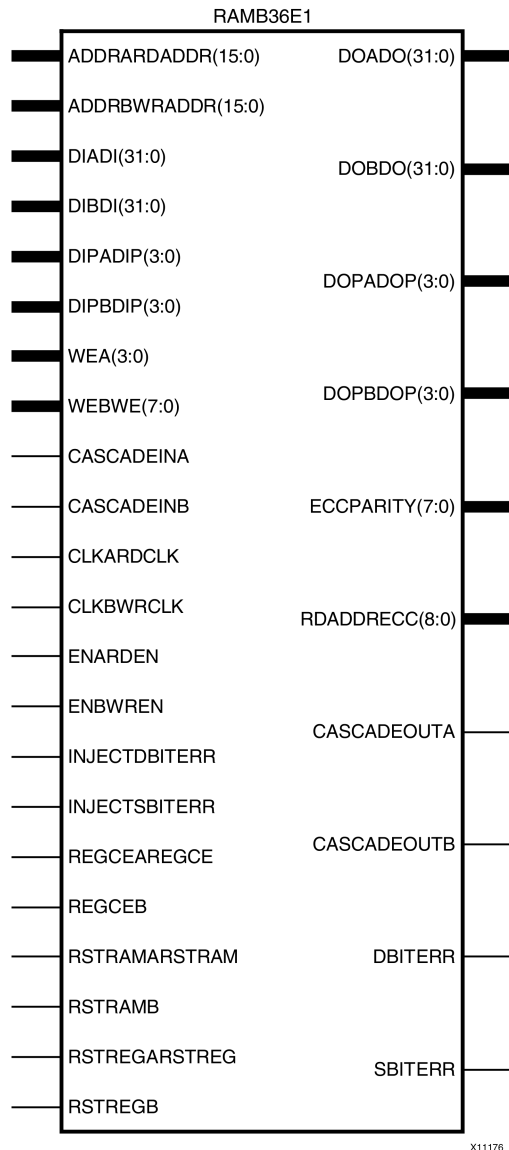 RAMB36E1
ADDRARDADDR(15:0)
ADDRBWRADDR(15:0)
DIADI(31:0)
DIBDI(31:0)
DIPADIP(3:0)
DIPBDIP(3:0)
WEA(3:0)
WEBWE(7:0)
CASCADEINA
CASCADEINB
CLKARDCLK
CLKBWRCLK
ENARDEN
ENBWREN
INJECTDBITERR
INJECTSBITERR
REGCEAREGCE
REGCEB
RSTRAMARSTRAM
RSTRAMB
RSTREGARSTREG
RSTREGB
DOADO(31:0)
DOBDO(31:0)
DOPADOP(3:0)
DOPBDOP(3:0)
ECCPARITY(7:0)
RDADDRECC(8:0)
CASCADEOUTA
CASCADEOUTB
DBITERR
SBITERR
X11176